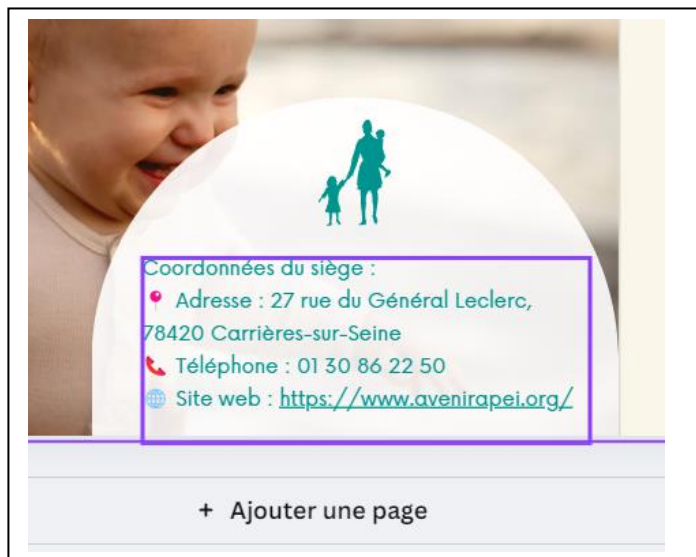 Coordonnées du siège :
📍 Adresse : 27 rue du Général Leclerc,
78420 Carrières-sur-Seine
📞 Téléphone : 01 30 86 22 50
🌐 Site web : https://www.avenirapei.org/
+ Ajouter une page